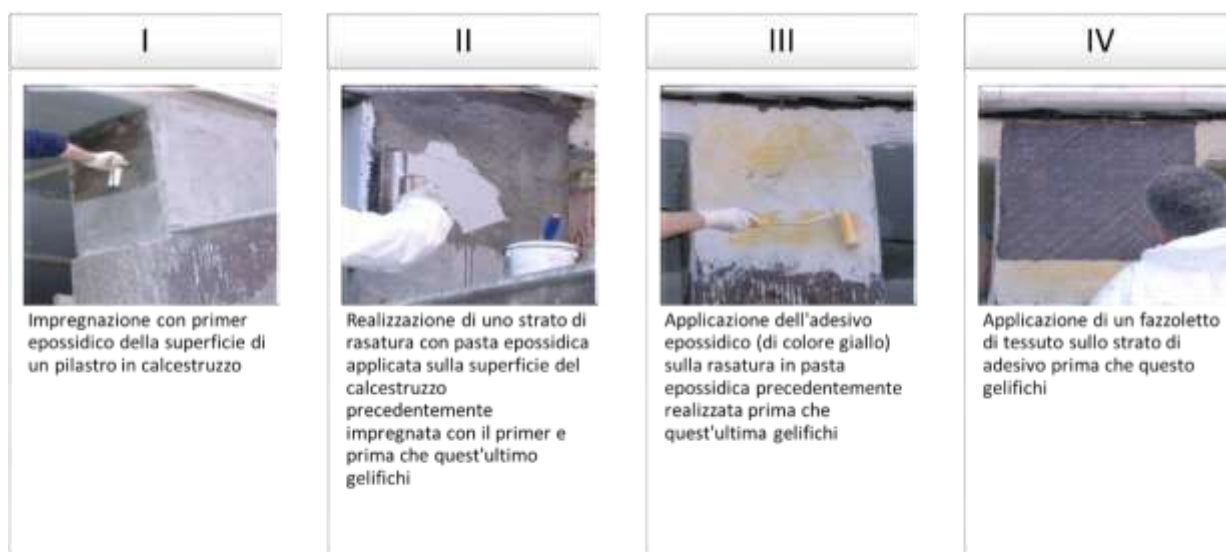 I
Impregnazione con primer
epossidico della superficie di
un pilastro in calcestruzzo
II
Realizzazione di uno strato di
rasatura con pasta epossidica
applicata sulla superficie del
calcestruzzo
precedentemente
impregnata con il primer e
prima che quest'ultimo
gelifichi
III
Applicazione dell'adesivo
epossidico (di colore giallo)
sulla rasatura in pasta
epossidica precedentemente
realizzata prima che
quest'ultima gelifichi
IV
Applicazione di un fazzoletto
di tessuto sullo strato di
adesivo prima che questo
gelifichi